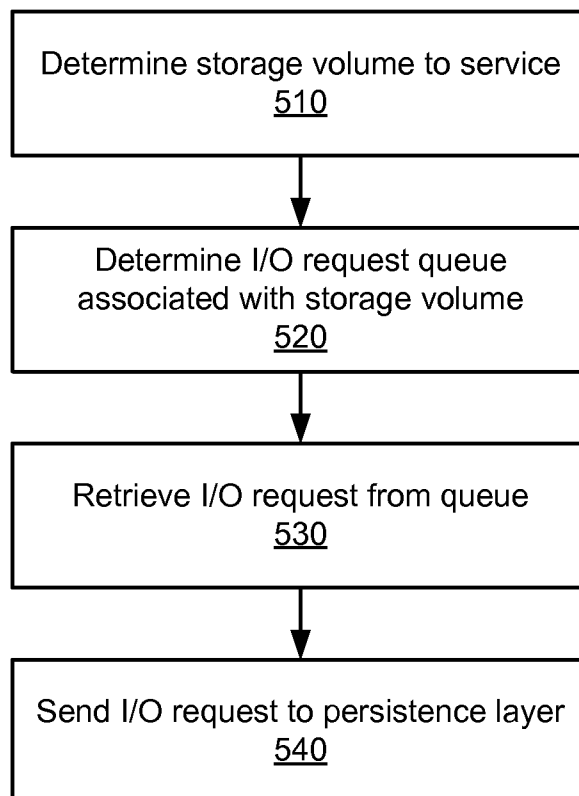 Determine storage volume to service
510
Determine I/O request queue
associated with storage volume
520
Retrieve I/O request from queue
530
Send I/O request to persistence layer
540